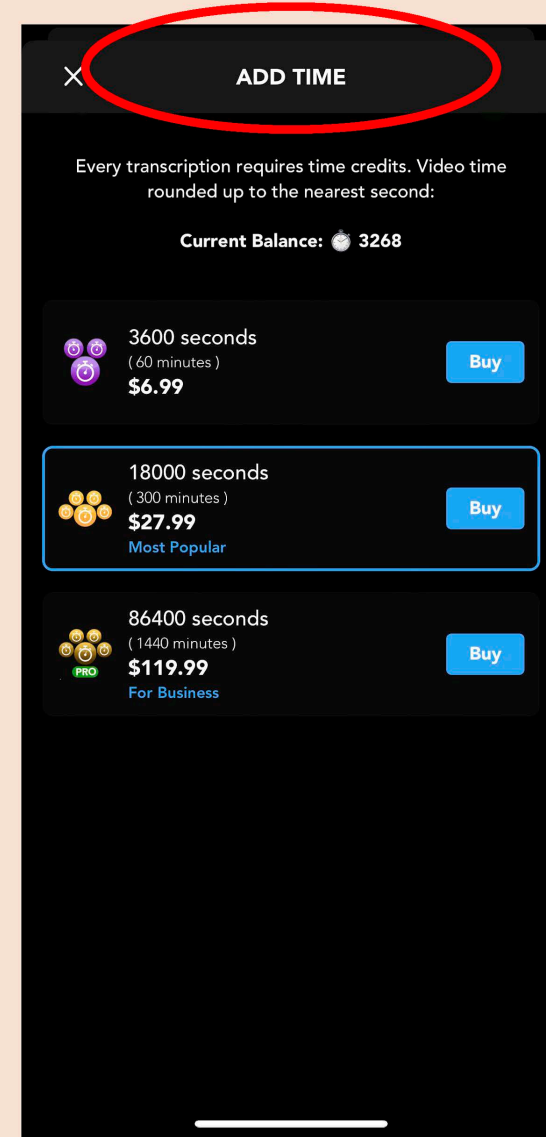 ADD TIME
Every transcription requires time credits. Video time
rounded up to the nearest second:
Current Balance: 3268
3600 seconds
( 60 minutes )
$6.99
Buy
18000 seconds
( 300 minutes )
$27.99
Most Popular
Buy
86400 seconds
( 1440 minutes )
$119.99
For Business
PRO
Buy